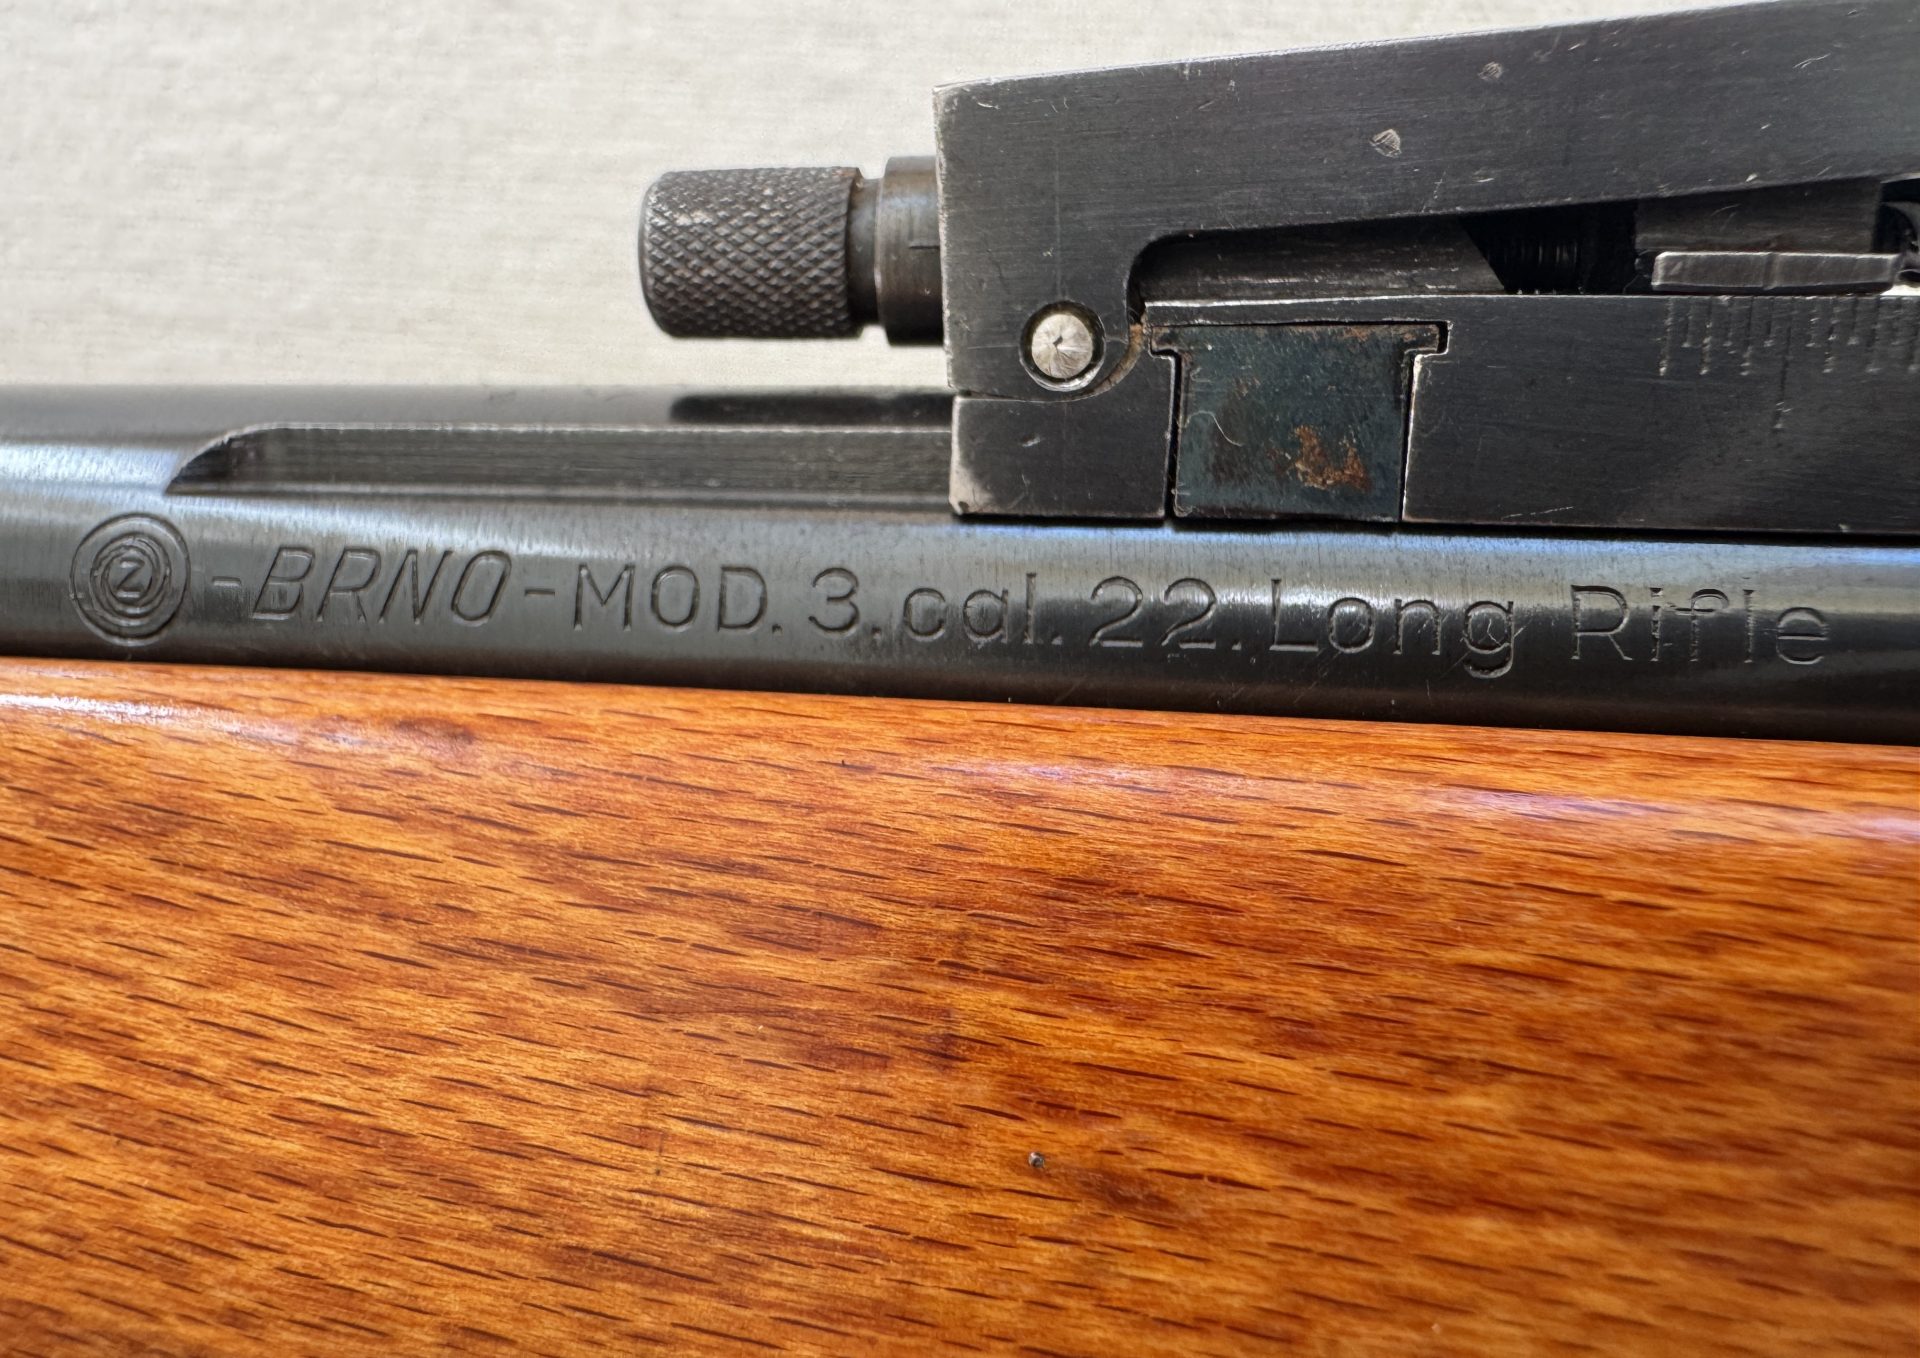 Z -BRNO-MOD. 3. cal. 22. Long Rifle